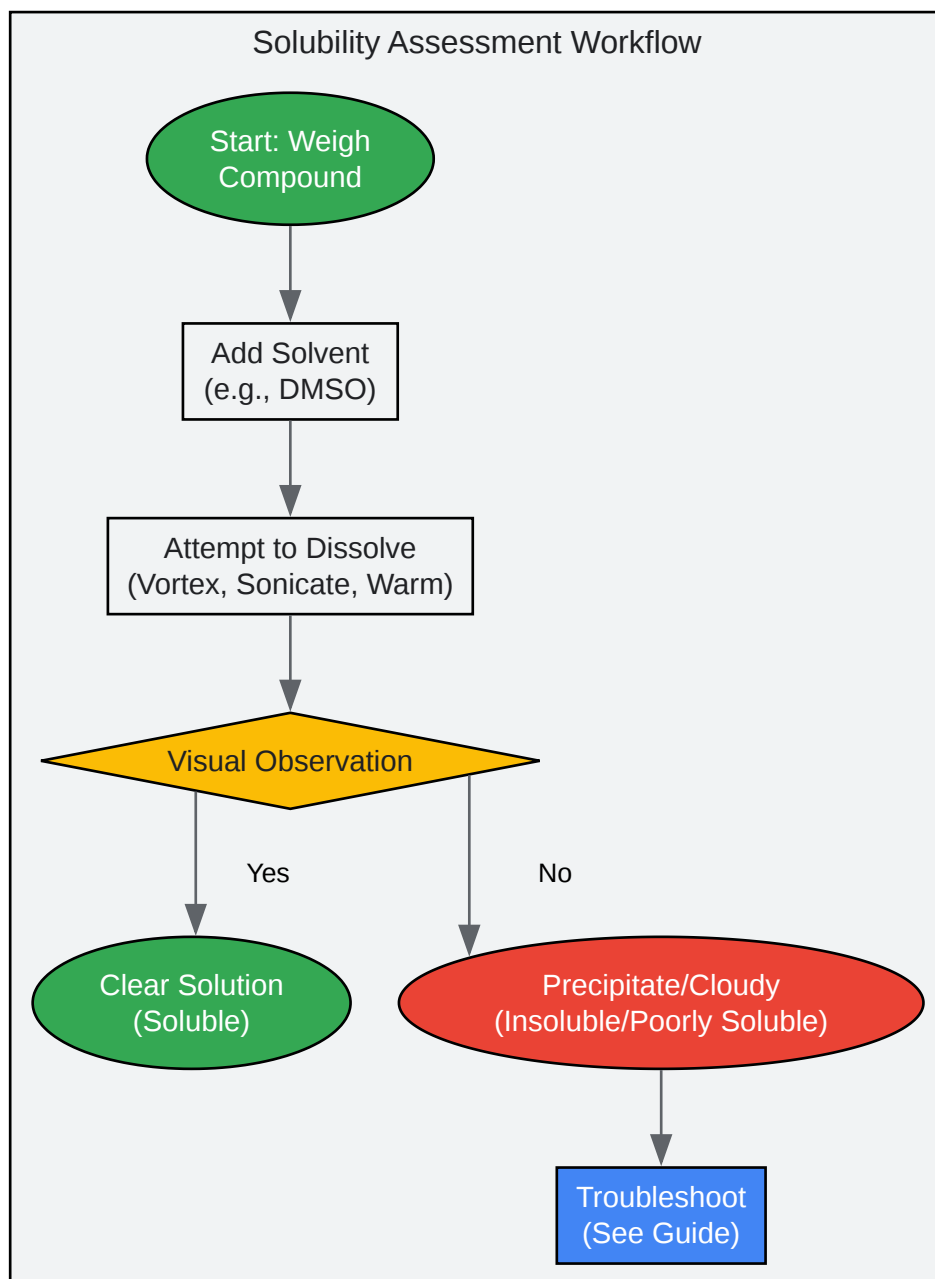 Solubility Assessment Workflow
Start: Weigh
Compound
Add Solvent
(e.g., DMSO)
Attempt to Dissolve
(Vortex, Sonicate, Warm)
Visual Observation
Yes
No
Clear Solution
(Soluble)
Precipitate/Cloudy
(Insoluble/Poorly Soluble)
Troubleshoot
(See Guide)